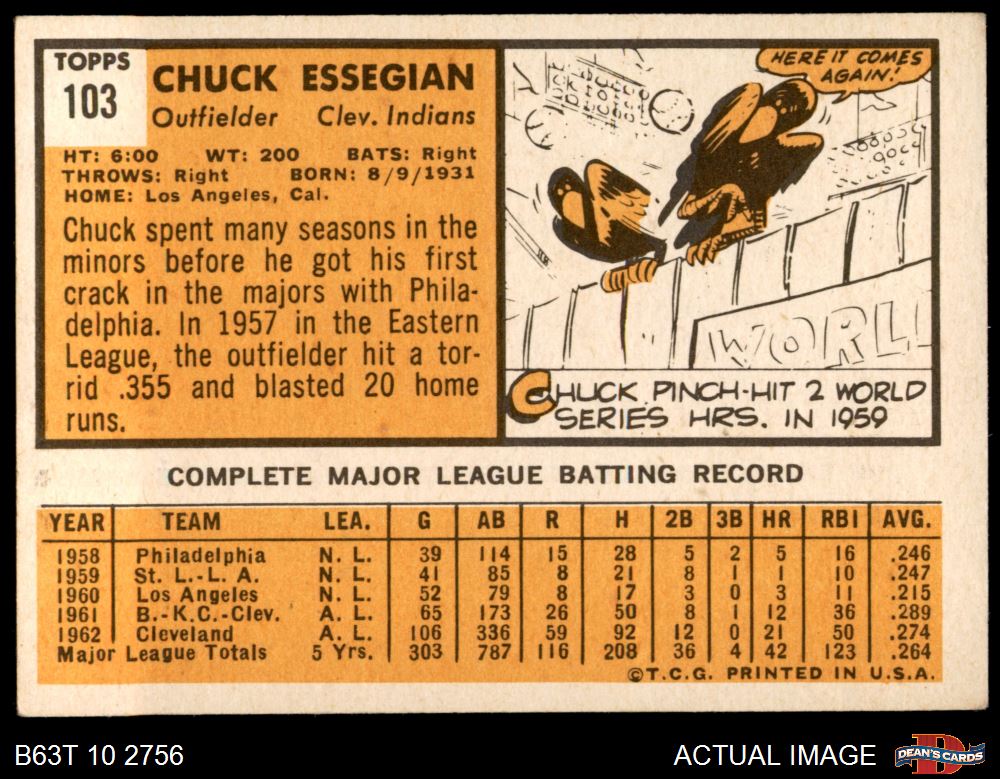 TOPPS
103
CHUCK ESSEGIAN
Outfielder Clev. Indians
HT: 6:00 WT: 200 BATS: Right
THROWS: Right BORN: 8/9/1931
HOME: Los Angeles, Cal.
Chuck spent many seasons in the
minors before he got his first
crack in the majors with Phila-
delphia. In 1957 in the Eastern
League, the outfielder hit a tor-
rid .355 and blasted 20 home
runs.
HERE IT COMES
AGAIN!
WORL
CHUCK PINCH-HIT 2 WORLD
SERIES HRS. IN 1959
COMPLETE MAJOR LEAGUE BATTING RECORD
YEAR TEAM LEA. G AB R H 2B 3B HR RBI AVG.
1958 Philadelphia N. L. 39 114 15 28 5 2 5 16 .246
1959 St. L.-L. A. N. L. 41 85 8 21 8 1 1 10 .247
1960 Los Angeles N. L. 52 79 8 17 3 0 3 11 .215
1961 B.-K.C.-Clev. A. L. 65 173 26 50 8 1 12 36 .289
1962 Cleveland A. L. 106 336 59 92 12 0 21 50 .274
Major League Totals 5 Yrs. 303 787 116 208 36 4 42 123 .264
©T.C.G. PRINTED IN U.S.A.
B63T 10 2756
ACTUAL IMAGE
DEAN'S CARDS